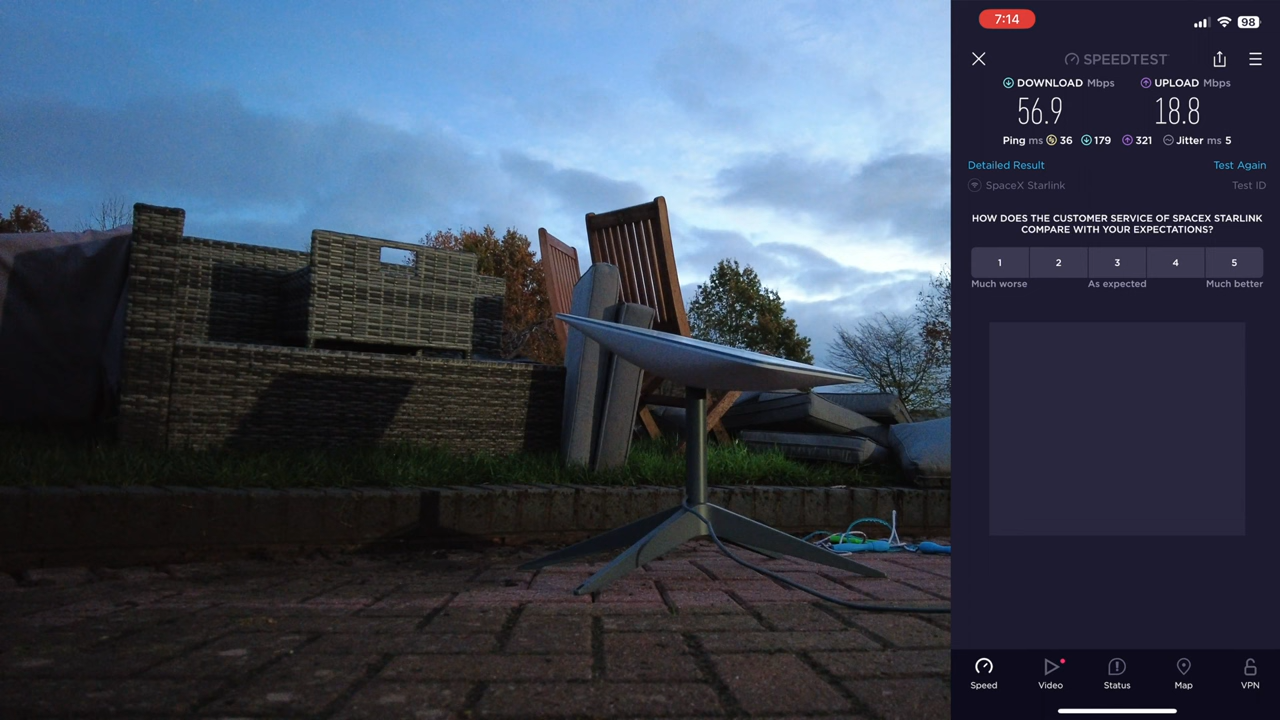 7:14
98
SPEEDTEST
DOWNLOAD Mbps
UPLOAD Mbps
56.9
18.8
Ping ms 36 179 321 Jitter ms 5
Detailed Result
Test Again
SpaceX Starlink
Test ID
HOW DOES THE CUSTOMER SERVICE OF SPACEX STARLINK
COMPARE WITH YOUR EXPECTATIONS?
1 2 3 4 5
Much worse As expected Much better
Speed Video Status Map VPN